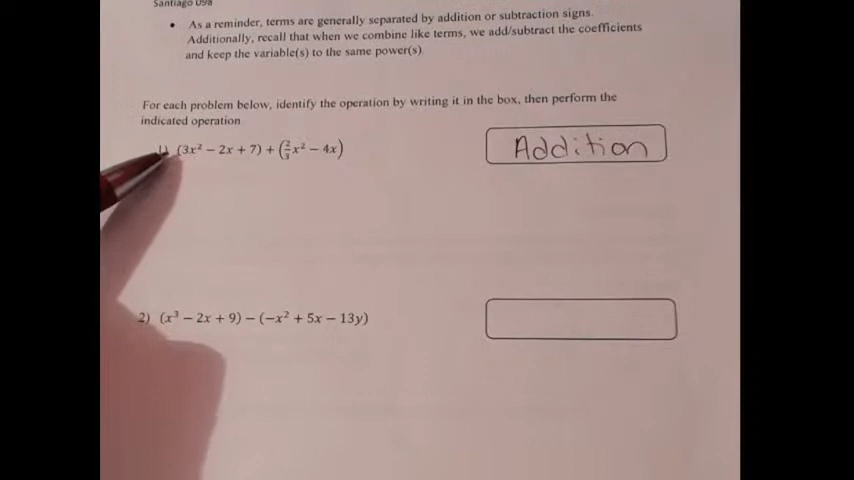 Santiago D98
• As a reminder, terms are generally separated by addition or subtraction signs.
Additionally, recall that when we combine like terms, we add/subtract the coefficients
and keep the variable(s) to the same power(s)
For each problem below, identify the operation by writing it in the box, then perform the
indicated operation
1) (3x² − 2x + 7) + (⅔x² − 4x)
Addition
2) (x³ − 2x + 9) − (−x² + 5x − 13y)